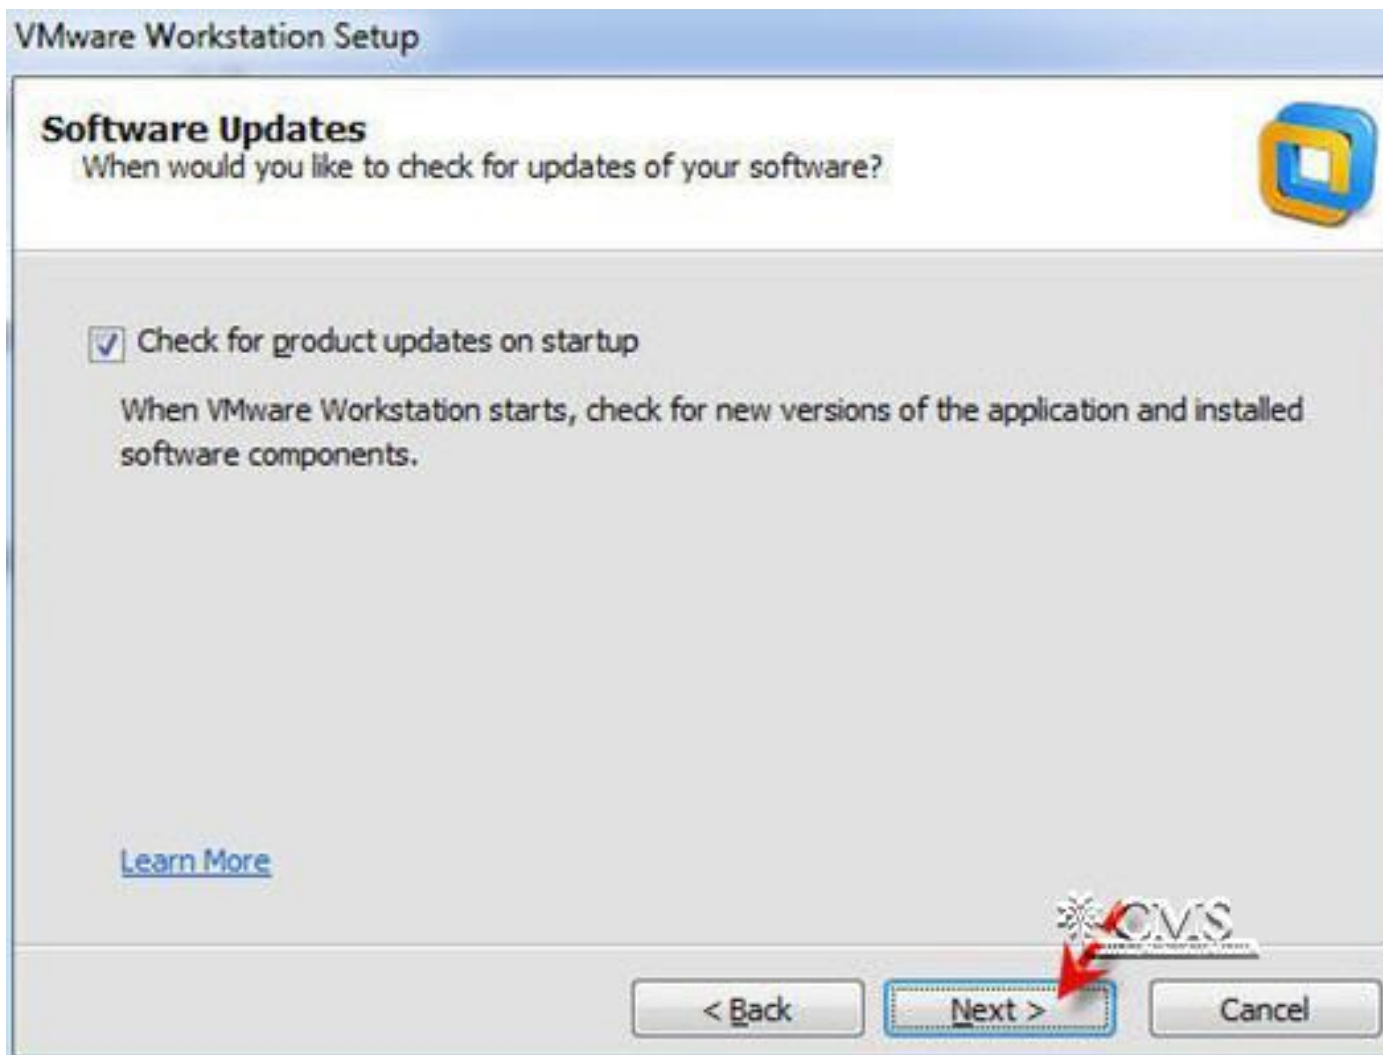 VMware Workstation Setup
Software Updates
When would you like to check for updates of your software?
Check for product updates on startup
When VMware Workstation starts, check for new versions of the application and installed
software components.
Learn More
CMS
< Back
Next >
Cancel